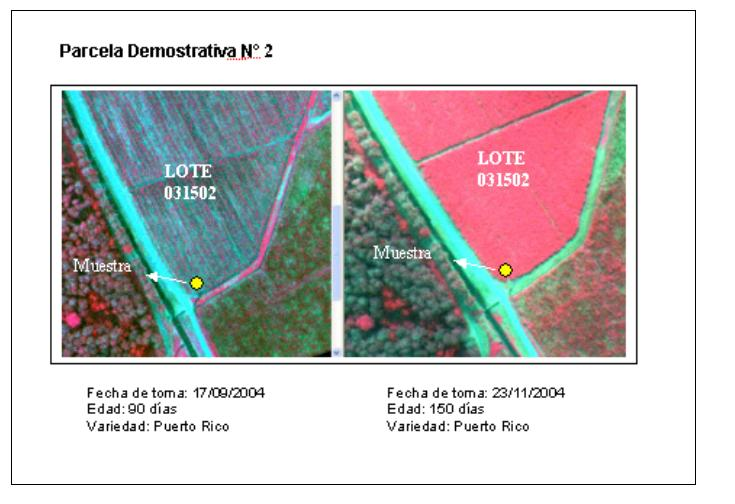 Parcela Demostrativa N° 2
LOTE
031502
Muestra
LOTE
031502
Muestra
Fecha de toma: 17/09/2004
Edad: 90 días
Variedad: Puerto Rico
Fecha de toma: 23/11/2004
Edad: 150 días
Variedad: Puerto Rico